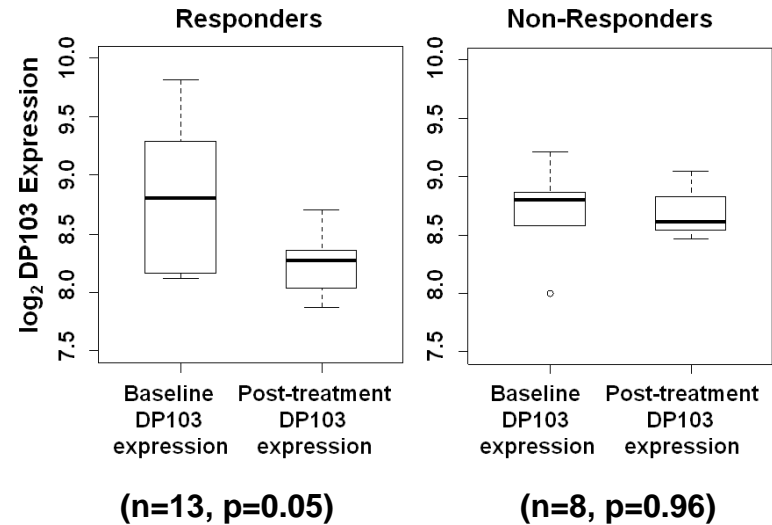 Responders
Non-Responders
log₂ DP103 Expression
10.0
9.5
9.0
8.5
8.0
7.5
10.0
9.5
9.0
8.5
8.0
7.5
Baseline
DP103
expression
Post-treatment
DP103
expression
Baseline
DP103
expression
Post-treatment
DP103
expression
(n=13, p=0.05)
(n=8, p=0.96)